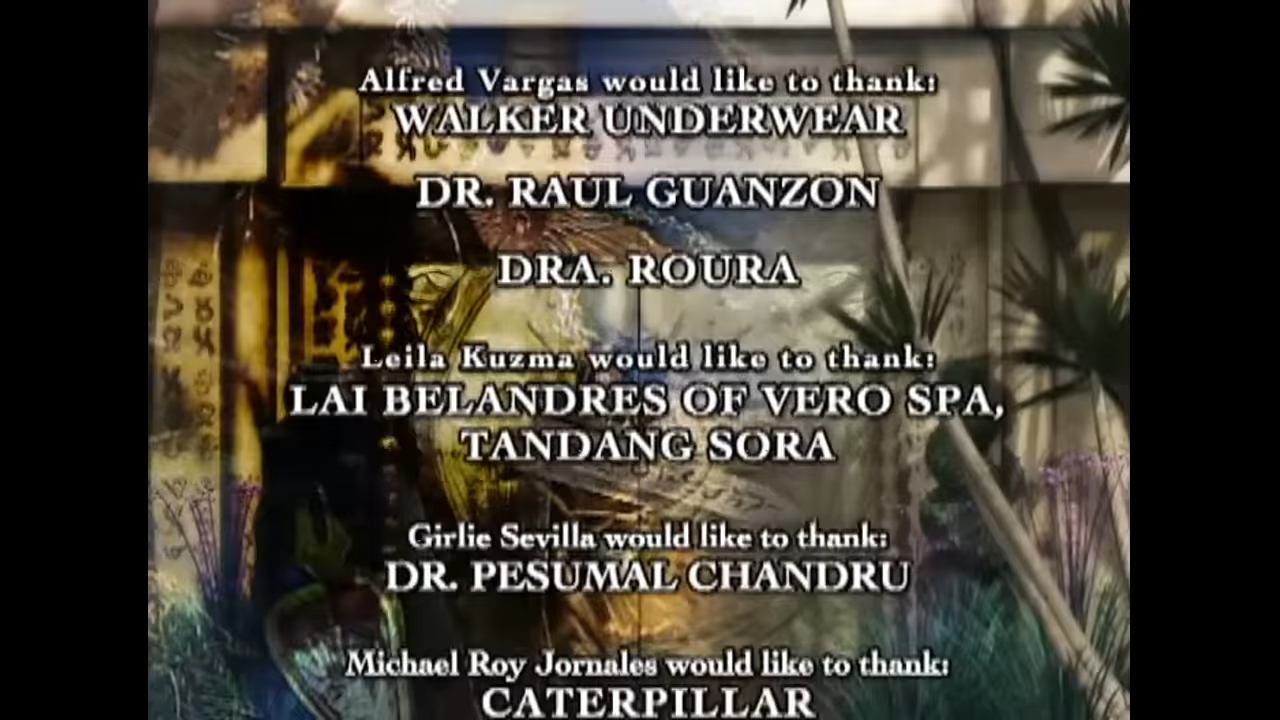 Alfred Vargas would like to thank:
WALKER UNDERWEAR
DR. RAUL GUANZON
DRA. ROURA
Leila Kuzma would like to thank:
LAI BELANDRES OF VERO SPA,
TANDANG SORA
Girlie Sevilla would like to thank:
DR. PESUMAL CHANDRU
Michael Roy Jornales would like to thank:
CATERPILLAR